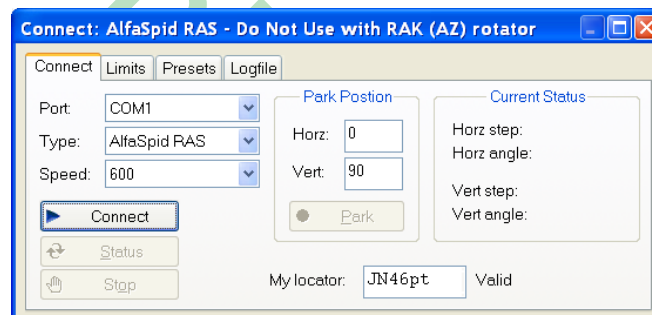 Connect: AlfaSpid RAS - Do Not Use with RAK (AZ) rotator
Connect Limits Presets Logfile
Port: COM1
Type: AlfaSpid RAS
Speed: 600
Connect
Status
Stop
Park Postion
Horz: 0
Vert: 90
Park
Current Status
Horz step:
Horz angle:
Vert step:
Vert angle:
My locator: JN46pt Valid